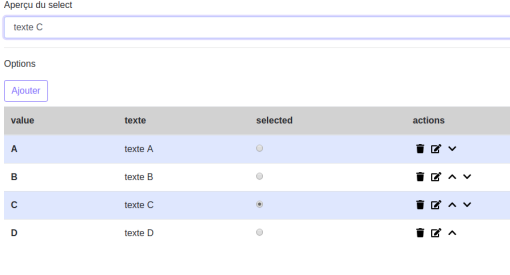 Aperçu du select
texte C
Options
Ajouter
value texte selected actions
A texte A
B texte B
C texte C
D texte D